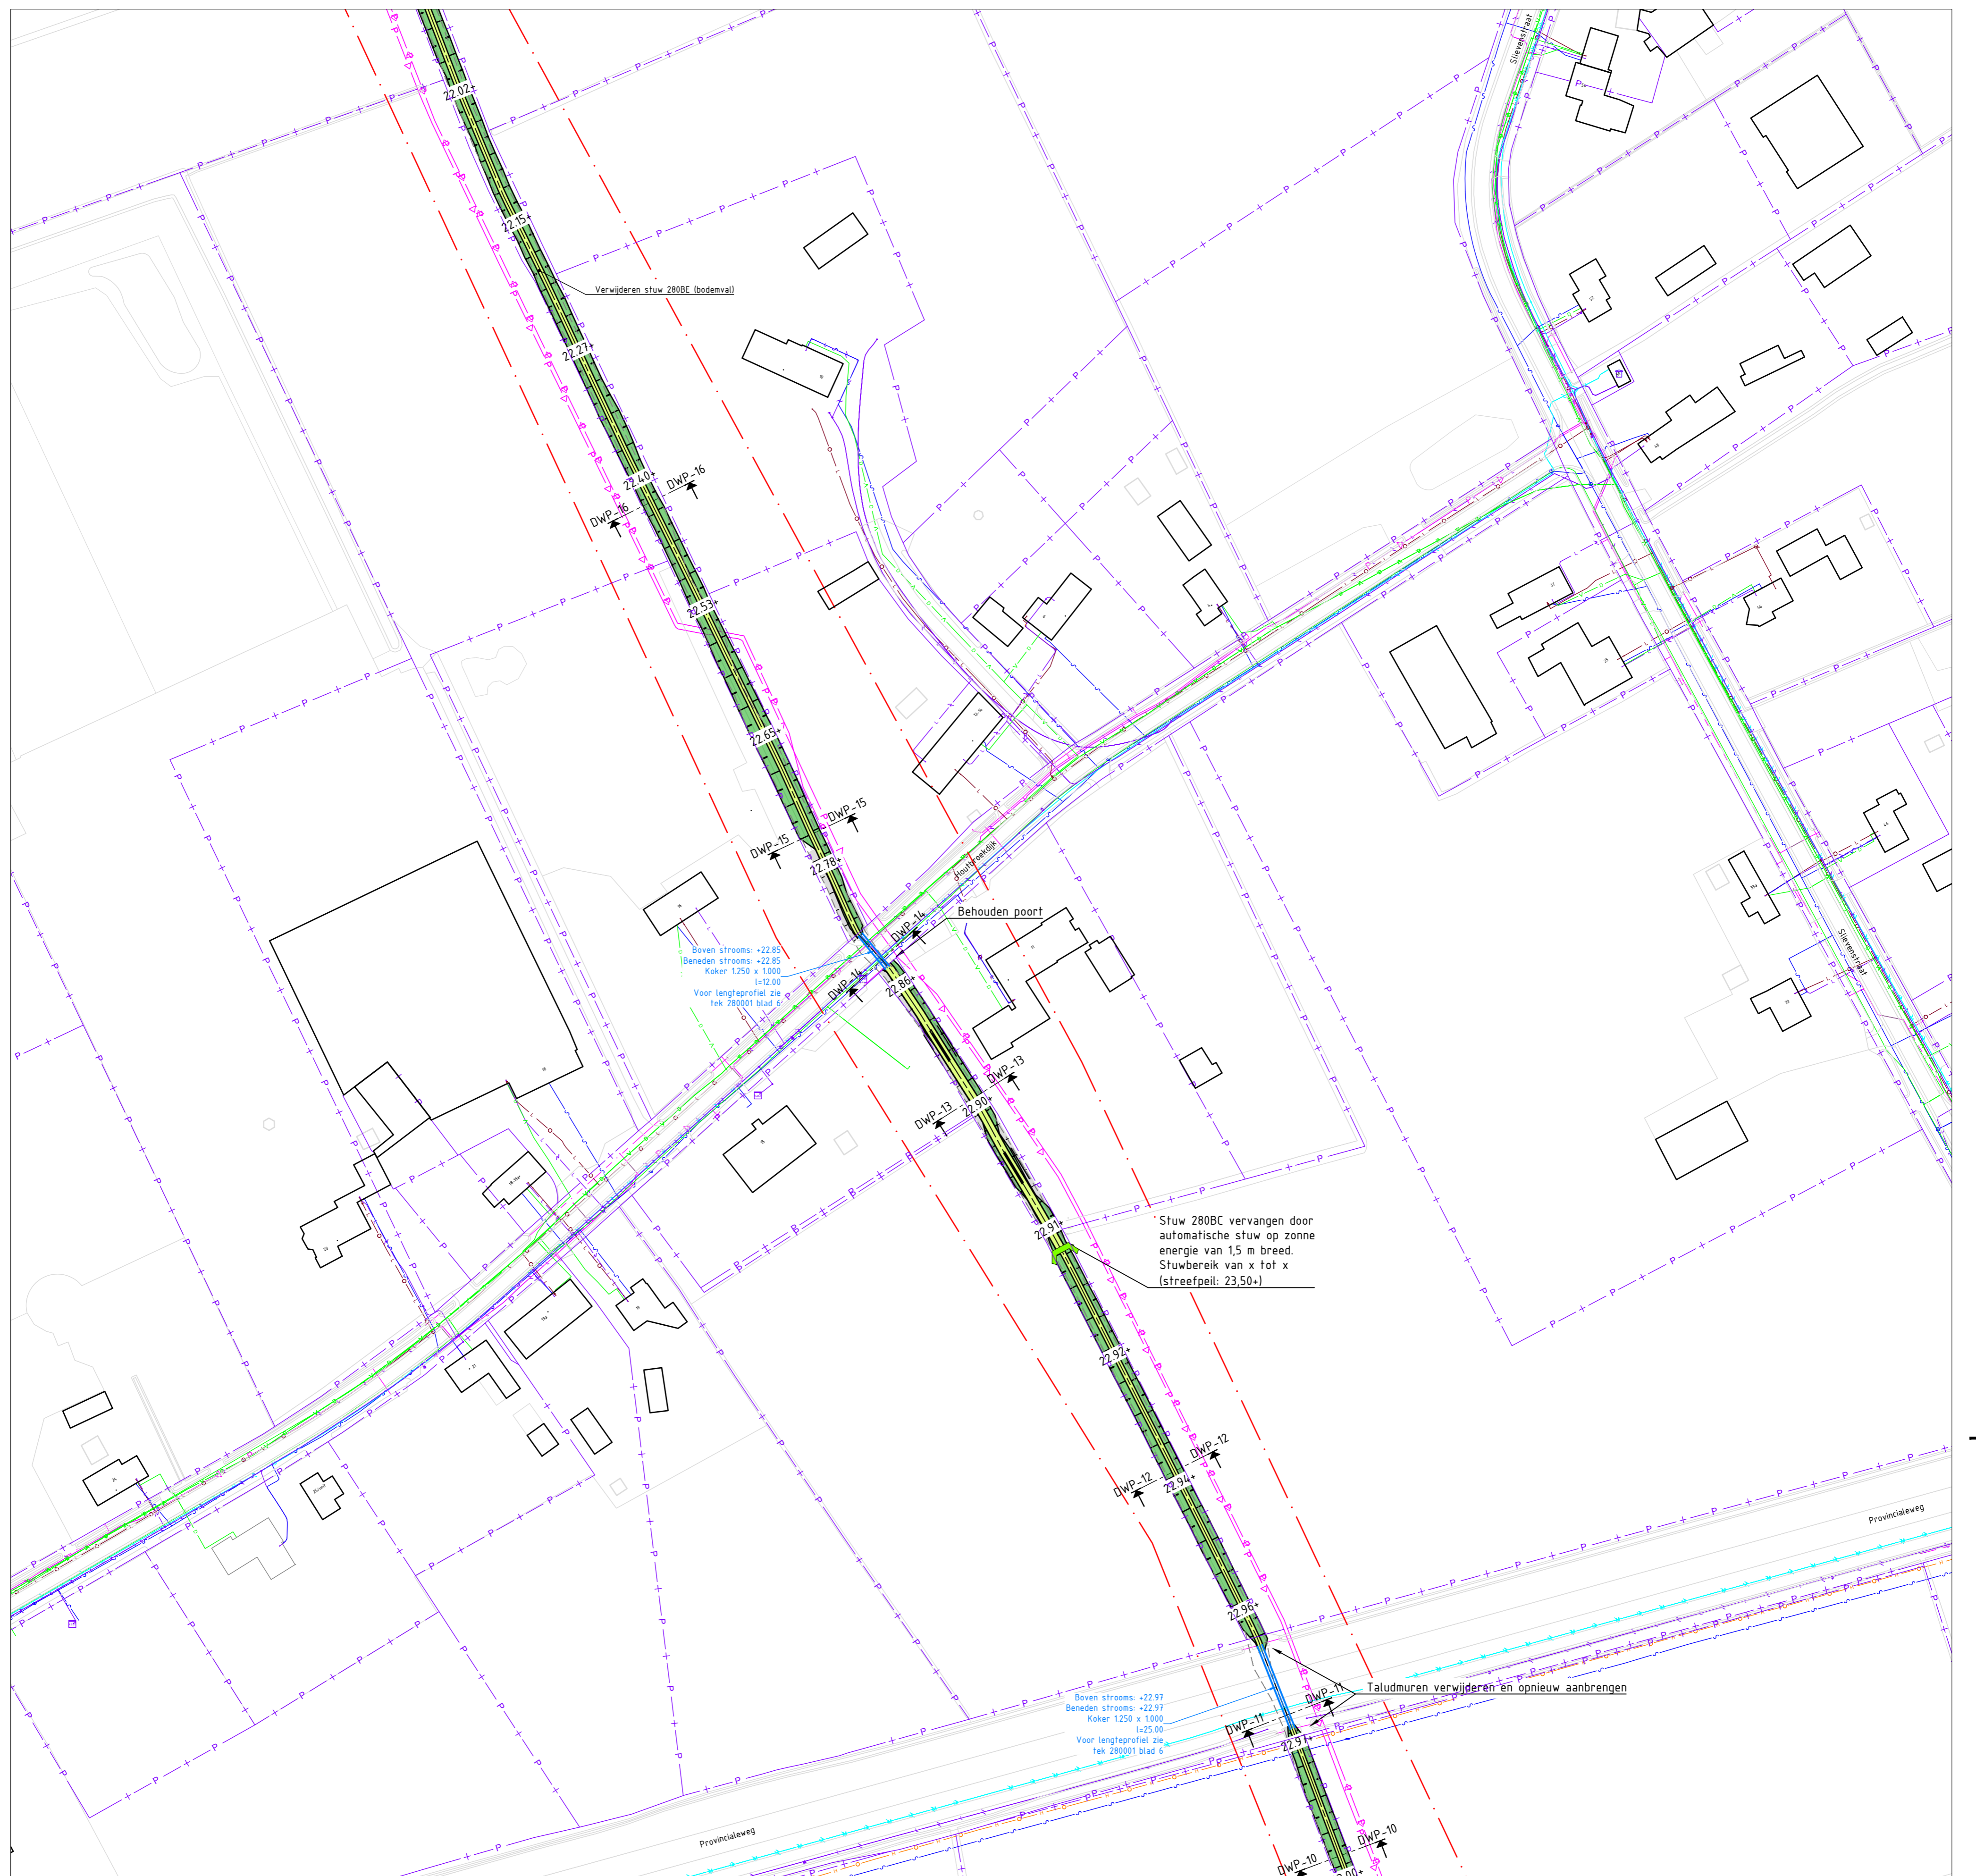 Slievenstraat
22.02+
22.15+
Verwijderen stuw 280BE (bodemval)
22.27+
22.40+
DWP-16
DWP-16
22.53+
22.65+
DWP-15
DWP-15
22.78+
Houtbroekdijk
DWP-14
Behouden poort
Boven strooms: +22.85
Beneden strooms: +22.85
Koker 1.250 x 1.000
l=12.00
Voor lengteprofiel zie
tek 280001 blad 6
DWP-14
22.86+
Slievenstraat
DWP-13
22.90+
DWP-13
22.91+
Stuw 280BC vervangen door
automatische stuw op zonne
energie van 1,5 m breed.
Stuwbereik van x tot x
(streefpeil: 23,50+)
22.92+
DWP-12
DWP-12
22.94+
Provincialeweg
22.96+
Taludmuren verwijderen en opnieuw aanbrengen
Boven strooms: +22.97
Beneden strooms: +22.97
Koker 1.250 x 1.000
l=25.00
Voor lengteprofiel zie
tek 280001 blad 6
DWP-11
DWP-11
22.97+
Provincialeweg
DWP-10
DWP-10